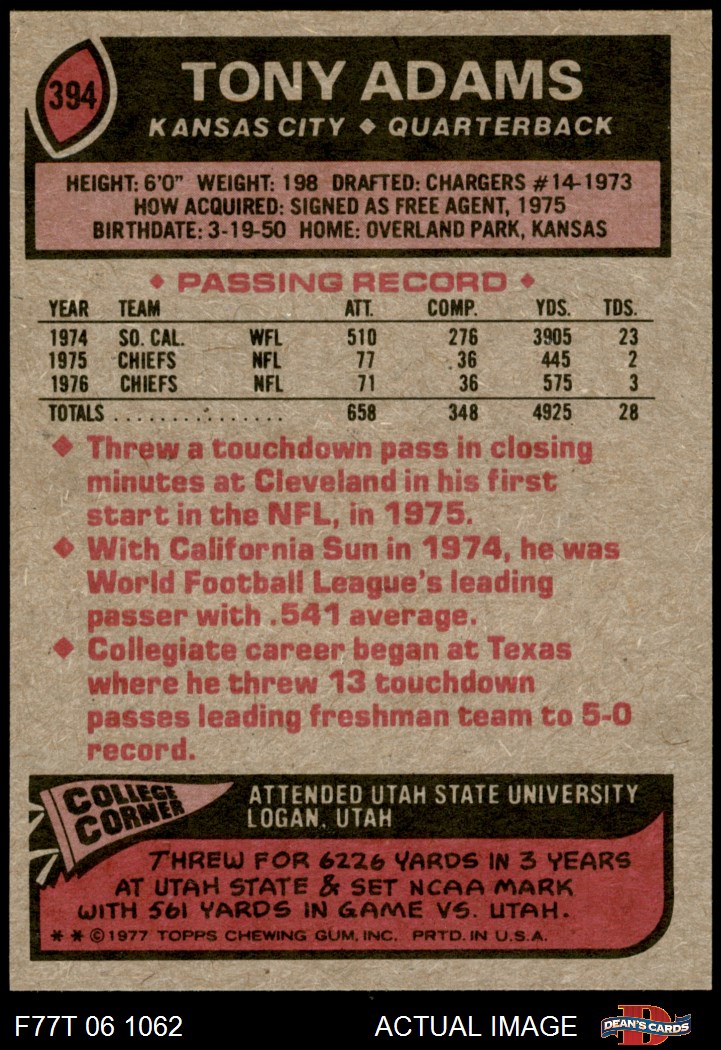 394
TONY ADAMS
KANSAS CITY ◆ QUARTERBACK
HEIGHT: 6'0" WEIGHT: 198 DRAFTED: CHARGERS #14-1973
HOW ACQUIRED: SIGNED AS FREE AGENT, 1975
BIRTHDATE: 3-19-50 HOME: OVERLAND PARK, KANSAS
◆ PASSING RECORD ◆
YEAR TEAM ATT. COMP. YDS. TDS.
1974 SO. CAL. WFL 510 276 3905 23
1975 CHIEFS NFL 77 36 445 2
1976 CHIEFS NFL 71 36 575 3
TOTALS ................ 658 348 4925 28
◆ Threw a touchdown pass in closing
minutes at Cleveland in his first
start in the NFL, in 1975.
◆ With California Sun in 1974, he was
World Football League's leading
passer with .541 average.
◆ Collegiate career began at Texas
where he threw 13 touchdown
passes leading freshman team to 5-0
record.
COLLEGE
CORNER
ATTENDED UTAH STATE UNIVERSITY
LOGAN, UTAH
THREW FOR 6226 YARDS IN 3 YEARS
AT UTAH STATE & SET NCAA MARK
WITH 561 YARDS IN GAME VS. UTAH.
** © 1977 TOPPS CHEWING GUM, INC. PRTD. IN U.S.A.
F77T 06 1062 ACTUAL IMAGE
D
DEAN'S CARDS